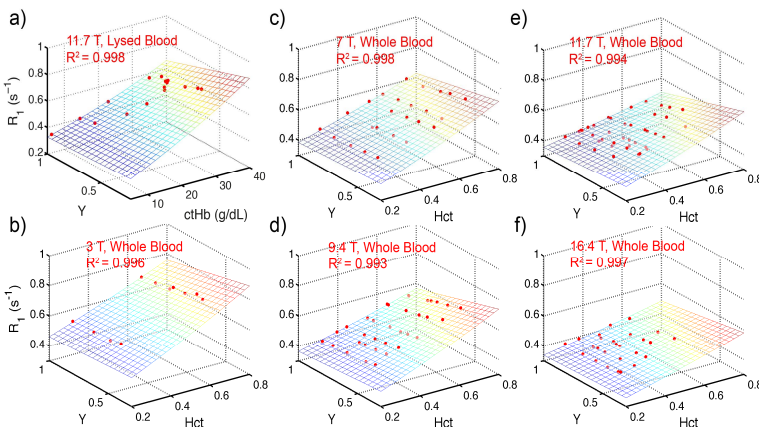 a)
11.7 T, Lysed Blood
R² = 0.998
R₁ (s⁻¹)
1
0.8
0.6
0.4
0.2
1
0.5
Y
10
20
30
40
ctHb (g/dL)
c)
7 T, Whole Blood
R² = 0.998
1
0.8
0.6
0.4
1
0.5
Y
0.2
0.4
0.6
0.8
Hct
e)
11.7 T, Whole Blood
R² = 0.994
1
0.8
0.6
0.4
1
0.5
Y
0.2
0.4
0.6
0.8
Hct
b)
3 T, Whole Blood
R² = 0.996
R₁ (s⁻¹)
1
0.8
0.6
0.4
1
0.5
Y
0.2
0.4
0.6
0.8
Hct
d)
9.4 T, Whole Blood
R² = 0.993
1
0.8
0.6
0.4
1
0.5
Y
0.2
0.4
0.6
0.8
Hct
f)
16.4 T, Whole Blood
R² = 0.997
1
0.8
0.6
0.4
1
0.5
Y
0.2
0.4
0.6
0.8
Hct